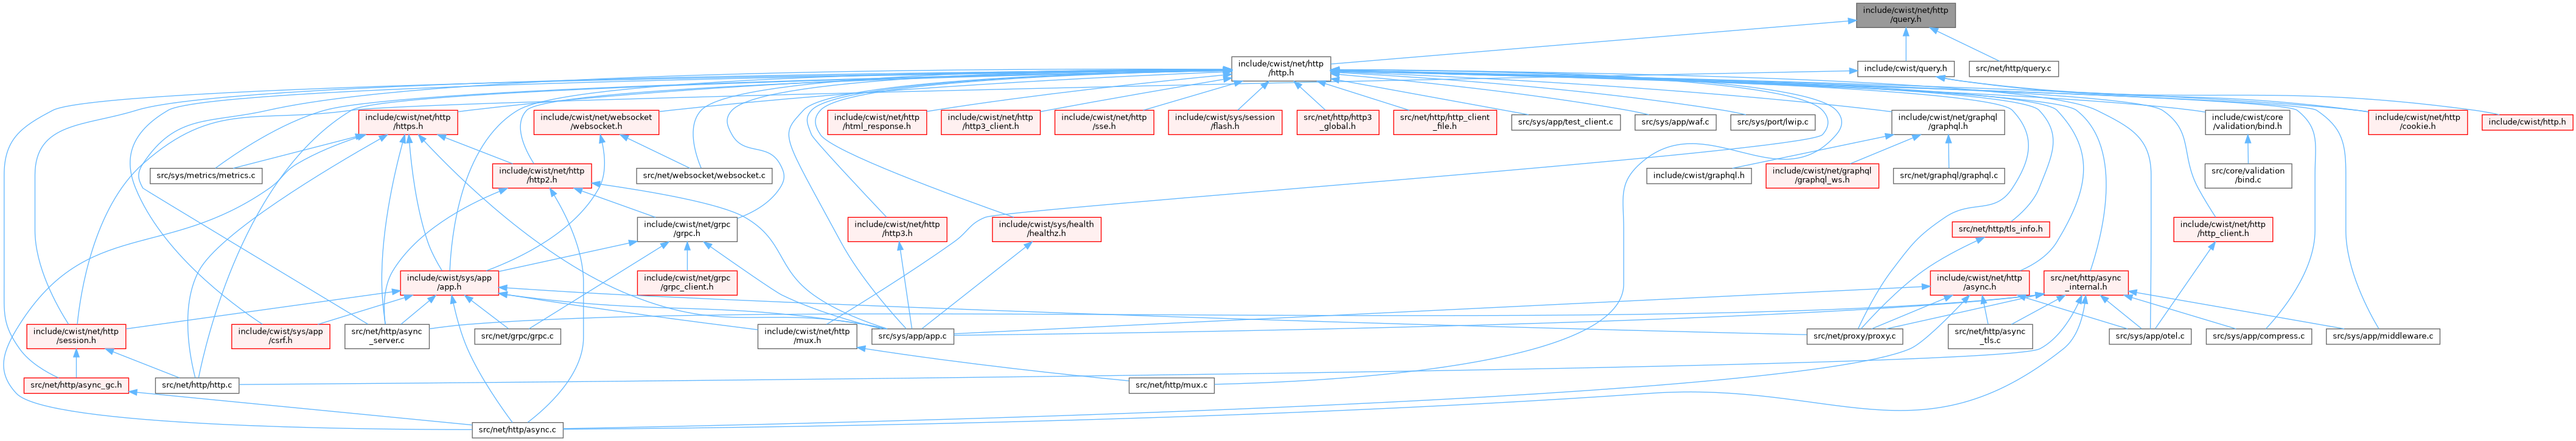 include/cwist/net/http
/query.h
include/cwist/net/http
/http.h
include/cwist/query.h
src/net/http/query.c
include/cwist/net/http
/https.h
include/cwist/net/websocket
/websocket.h
include/cwist/net/http
/html_response.h
include/cwist/net/http
/http3_client.h
include/cwist/net/http
/sse.h
include/cwist/sys/session
/flash.h
src/net/http/http3
_global.h
src/net/http/http_client
_file.h
src/sys/app/test_client.c
src/sys/app/waf.c
src/sys/port/lwip.c
include/cwist/net/graphql
/graphql.h
include/cwist/core
/validation/bind.h
include/cwist/net/http
/cookie.h
include/cwist/http.h
src/sys/metrics/metrics.c
include/cwist/net/http
/http2.h
src/net/websocket/websocket.c
include/cwist/graphql.h
include/cwist/net/graphql
/graphql_ws.h
src/net/graphql/graphql.c
src/core/validation
/bind.c
include/cwist/net/grpc
/grpc.h
include/cwist/net/http
/http3.h
include/cwist/sys/health
/healthz.h
src/net/http/tls_info.h
include/cwist/net/http
/http_client.h
include/cwist/sys/app
/app.h
include/cwist/net/grpc
/grpc_client.h
include/cwist/net/http
/async.h
src/net/http/async
_internal.h
include/cwist/net/http
/session.h
include/cwist/sys/app
/csrf.h
src/net/http/async
_server.c
src/net/grpc/grpc.c
include/cwist/net/http
/mux.h
src/sys/app/app.c
src/net/proxy/proxy.c
src/net/http/async
_tls.c
src/sys/app/otel.c
src/sys/app/compress.c
src/sys/app/middleware.c
src/net/http/async_gc.h
src/net/http/http.c
src/net/http/mux.c
src/net/http/async.c